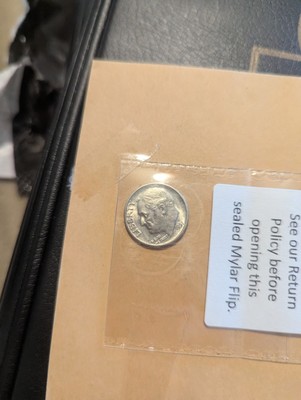 See our Return
Policy before
opening this
sealed Mylar Flip.